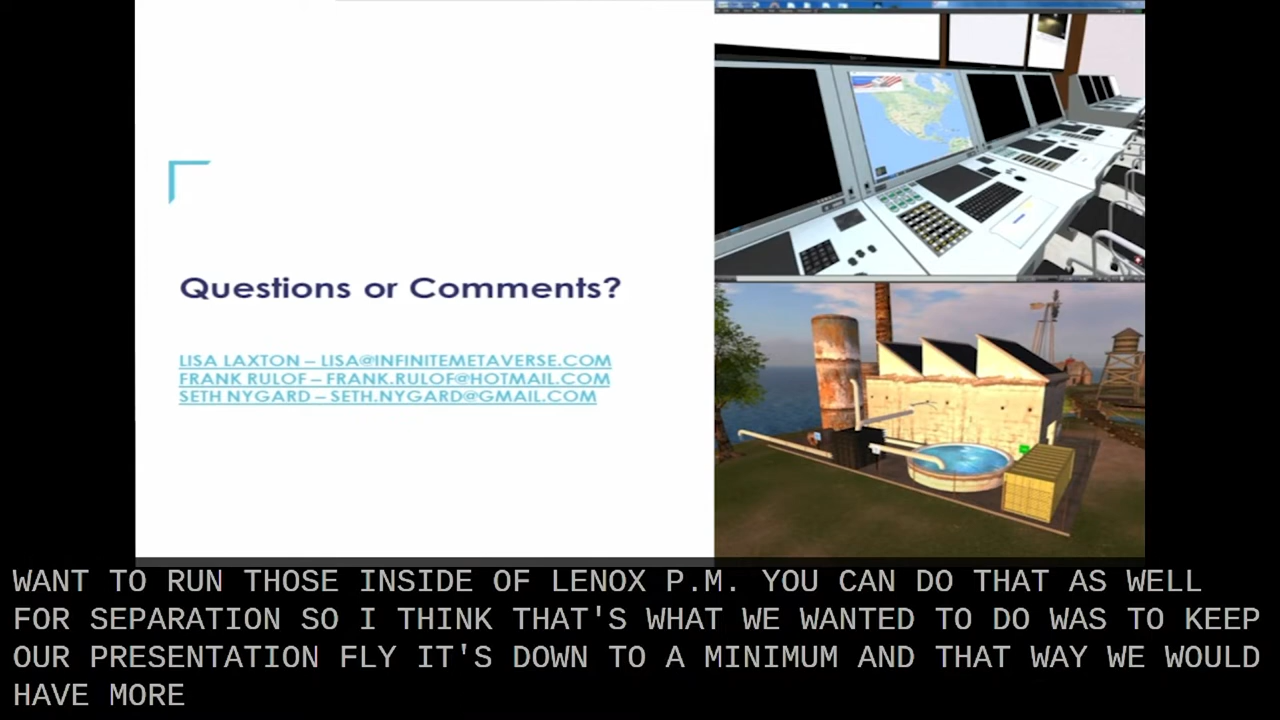 Questions or Comments?
LISA LAXTON – LISA@INFINITEMETAVERSE.COM
FRANK RULOF – FRANK.RULOF@HOTMAIL.COM
SETH NYGARD – SETH.NYGARD@GMAIL.COM
WANT TO RUN THOSE INSIDE OF LENOX P.M. YOU CAN DO THAT AS WELL
FOR SEPARATION SO I THINK THAT'S WHAT WE WANTED TO DO WAS TO KEEP
OUR PRESENTATION FLY IT'S DOWN TO A MINIMUM AND THAT WAY WE WOULD
HAVE MORE